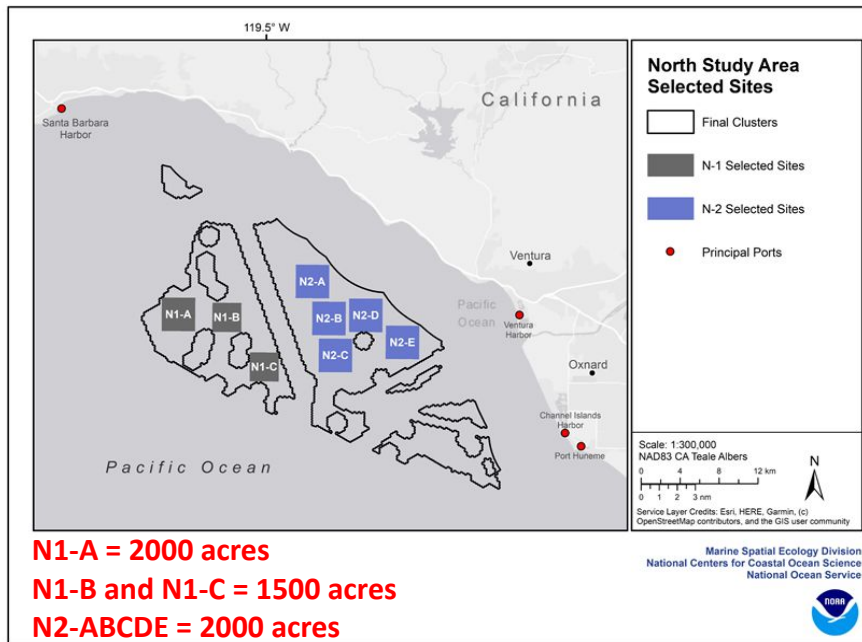 119.5° W
North Study Area
Selected Sites
Final Clusters
N-1 Selected Sites
N-2 Selected Sites
Principal Ports
California
Santa Barbara
Harbor
Ventura
N2-A
N1-A
N1-B
N2-B
N2-D
Pacific
Ocean
Ventura
Harbor
N2-C
N2-E
N1-C
Oxnard
Channel Islands
Harbor
Port Hueneme
Pacific Ocean
Scale: 1:300,000
NAD83 CA Teale Albers
0 4 8 12 km
0 1 2 3 nm
N
Service Layer Credits: Esri, HERE, Garmin, (c)
OpenStreetMap contributors, and the GIS user community
N1-A = 2000 acres
N1-B and N1-C = 1500 acres
N2-ABCDE = 2000 acres
Marine Spatial Ecology Division
National Centers for Coastal Ocean Science
National Ocean Service
NOAA